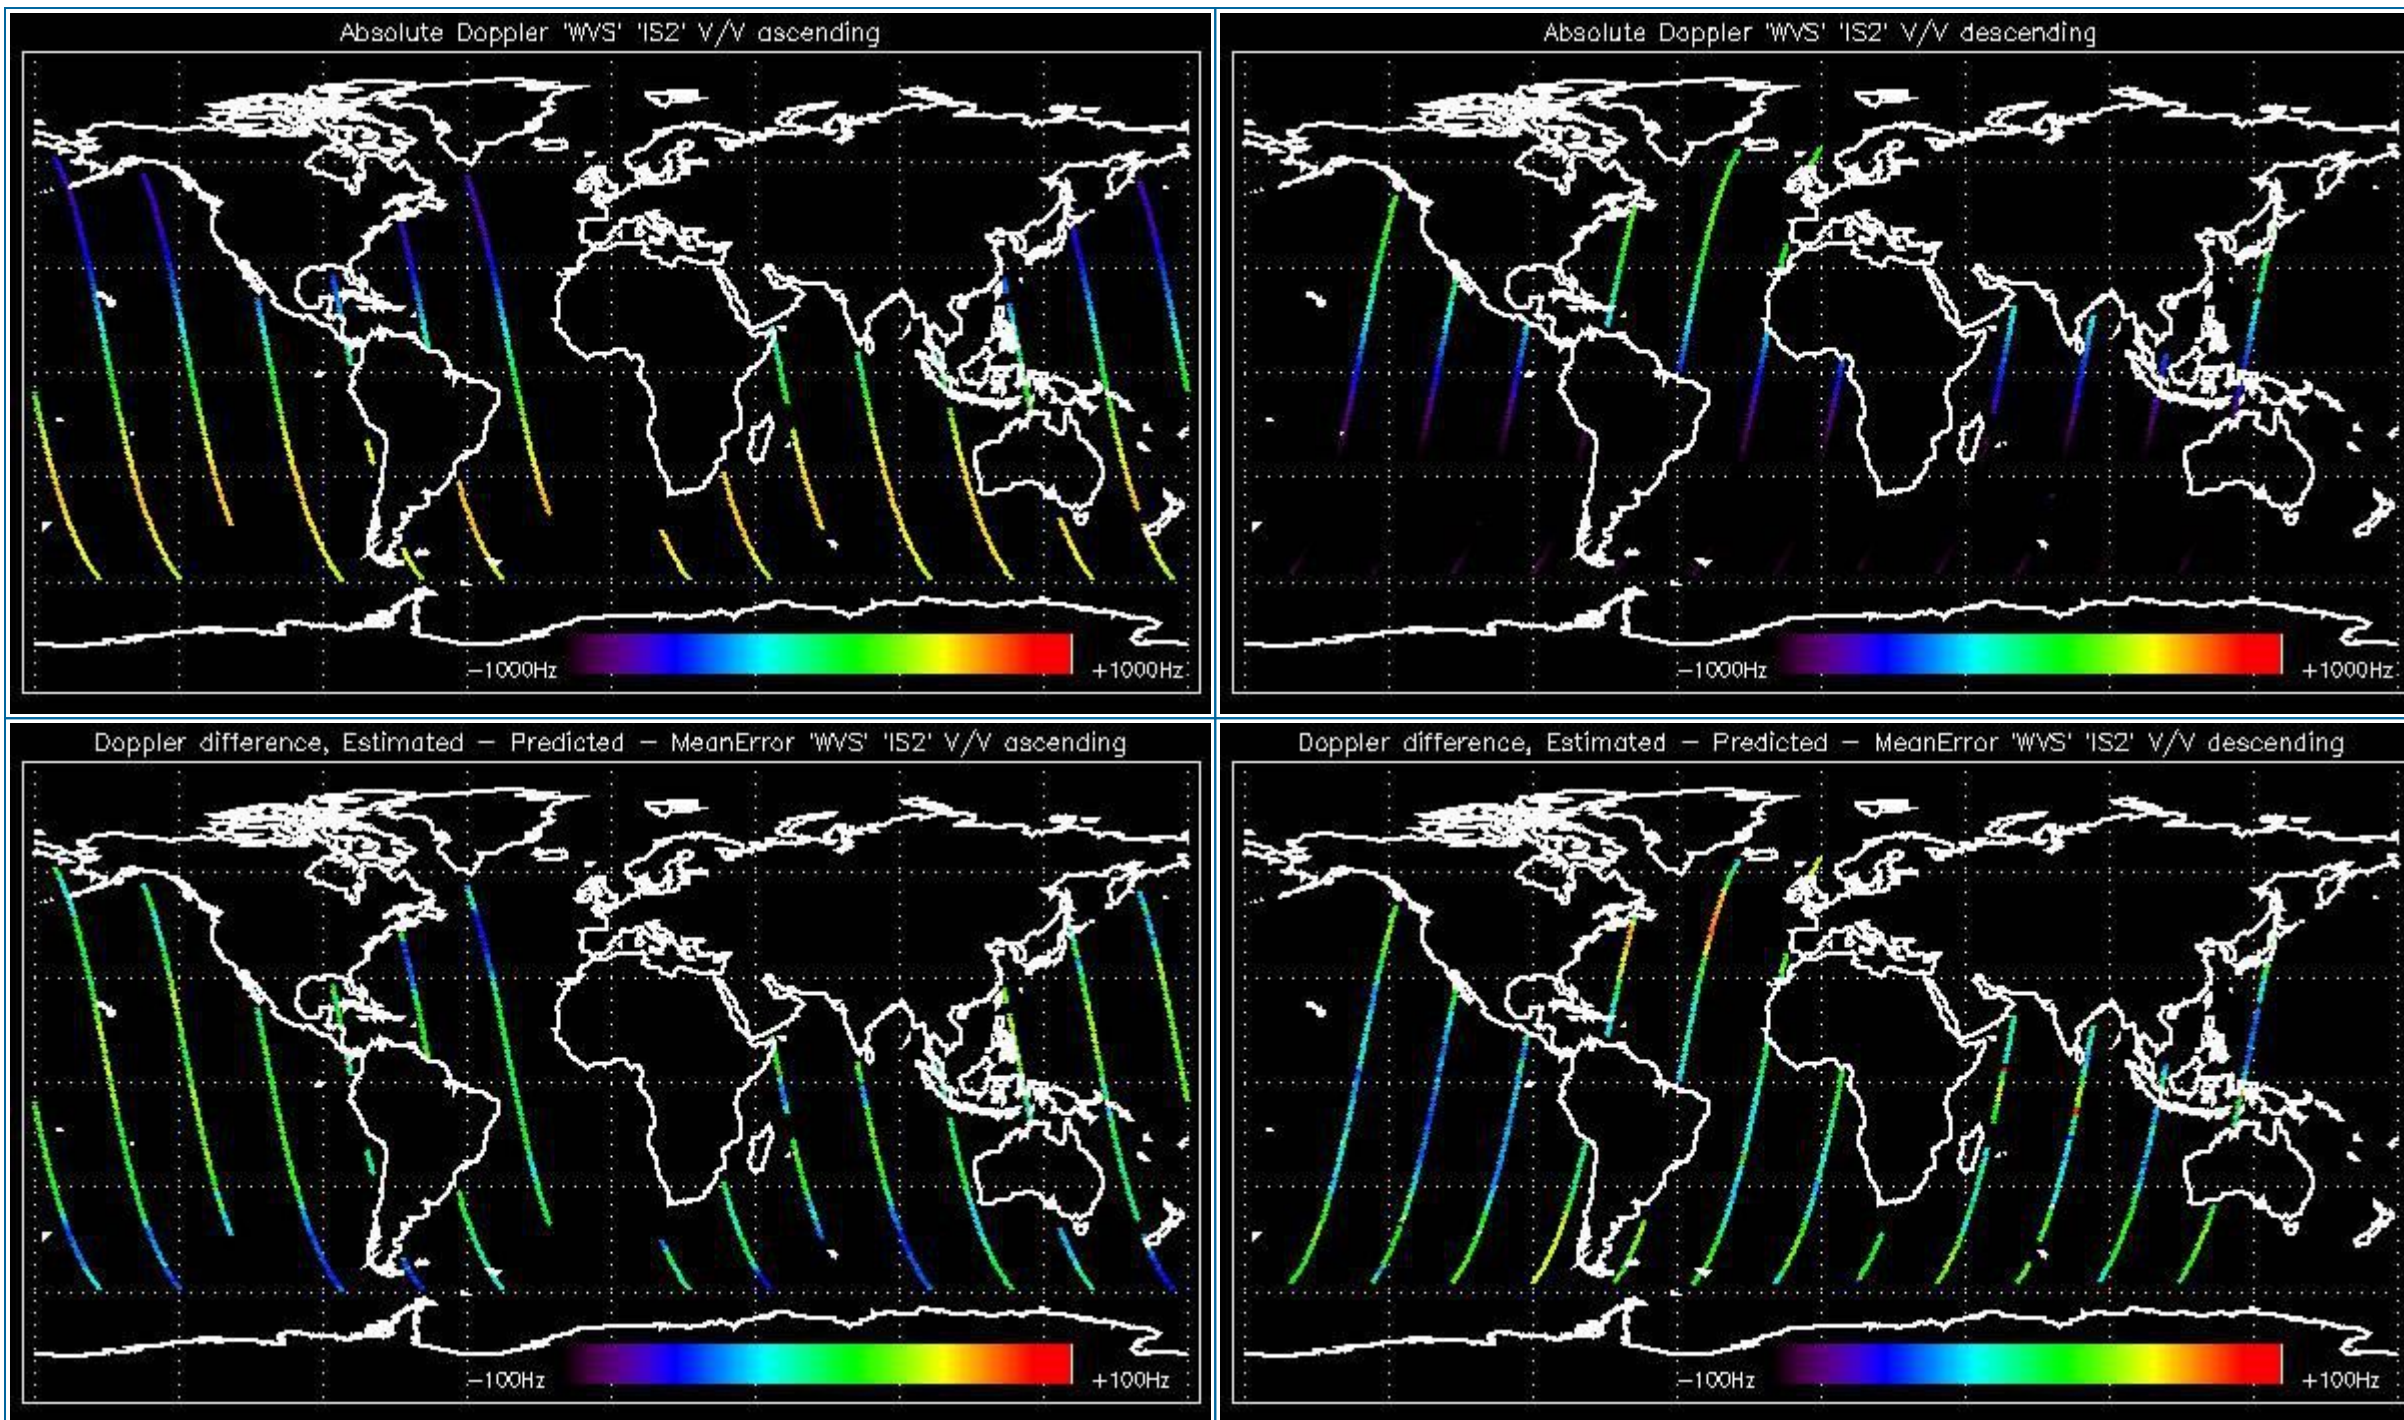 Absolute Doppler 'WVS' 'IS2' V/V ascending
-1000Hz
+1000Hz
Absolute Doppler 'WVS' 'IS2' V/V descending
-1000Hz
+1000Hz
Doppler difference, Estimated - Predicted - MeanError 'WVS' 'IS2' V/V ascending
-100Hz
+100Hz
Doppler difference, Estimated - Predicted - MeanError 'WVS' 'IS2' V/V descending
-100Hz
+100Hz